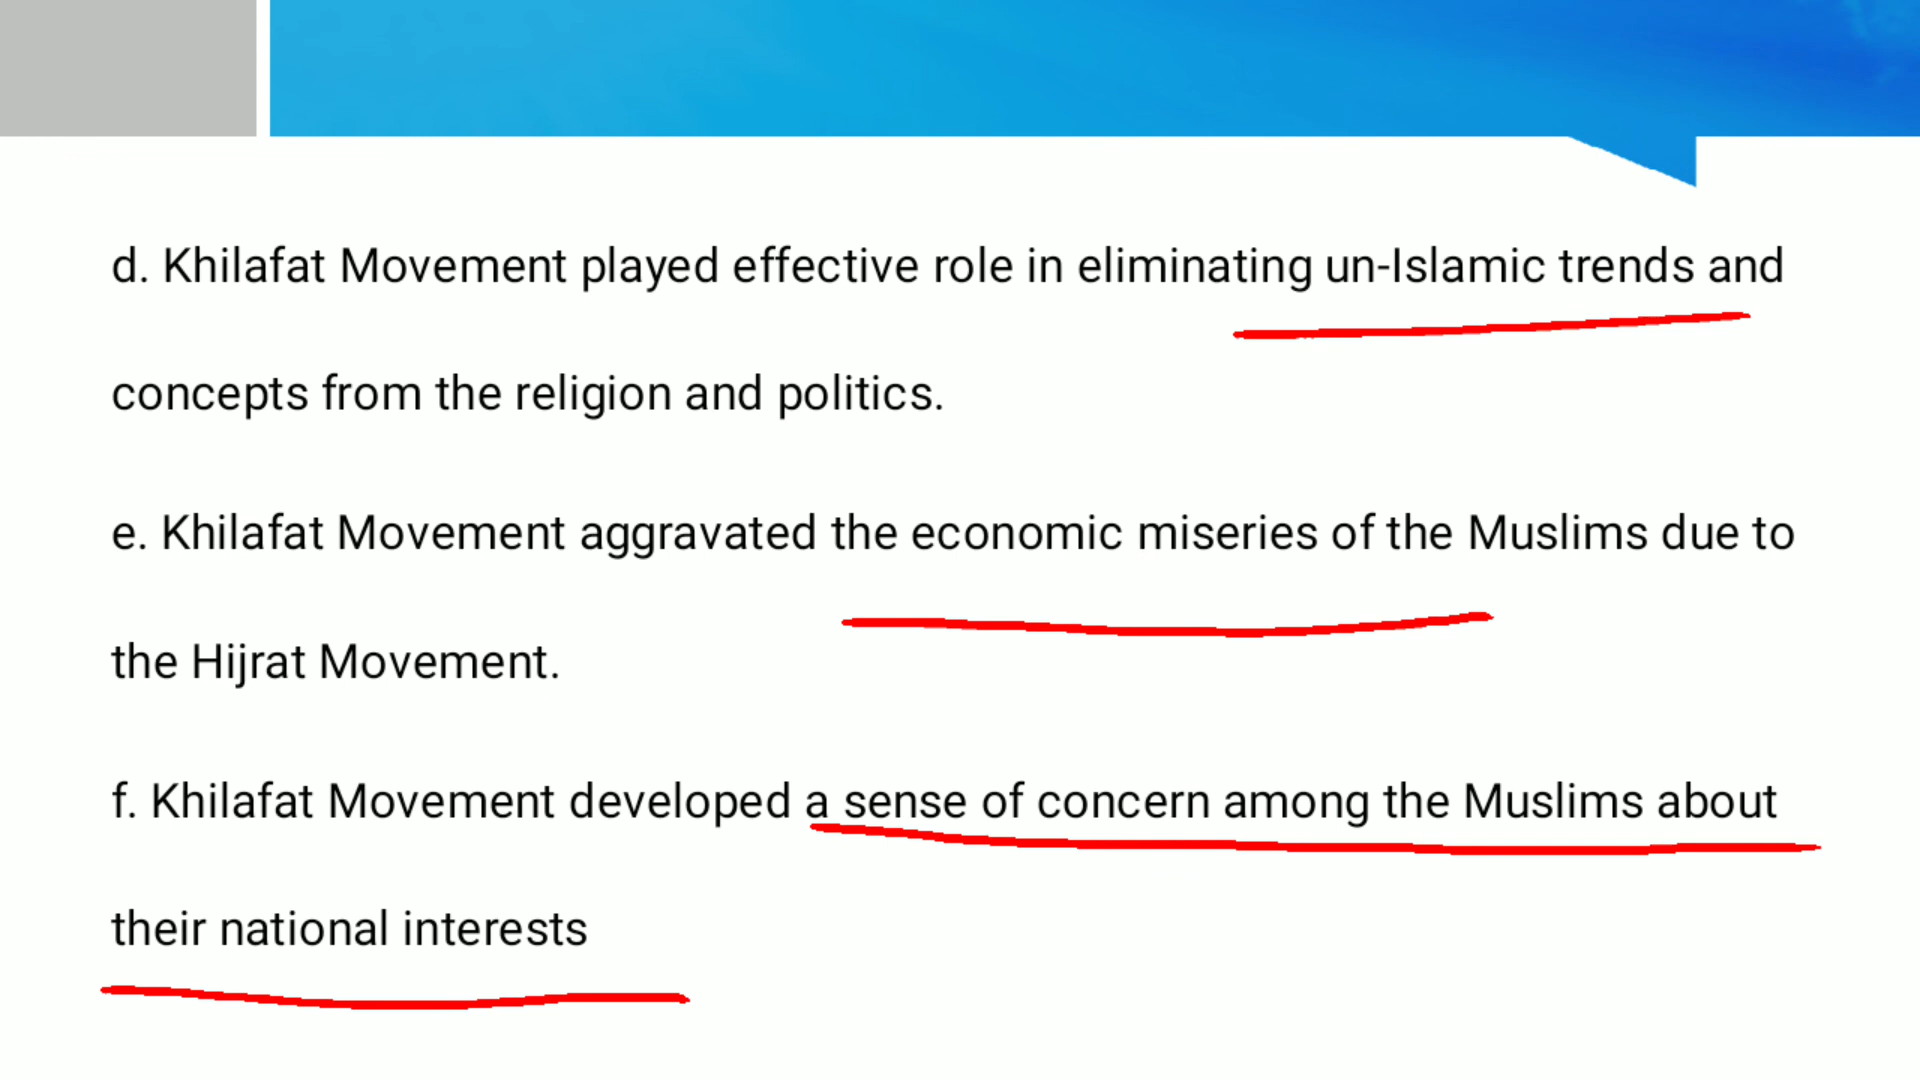 d. Khilafat Movement played effective role in eliminating un-Islamic trends and
concepts from the religion and politics.
e. Khilafat Movement aggravated the economic miseries of the Muslims due to
the Hijrat Movement.
f. Khilafat Movement developed a sense of concern among the Muslims about
their national interests